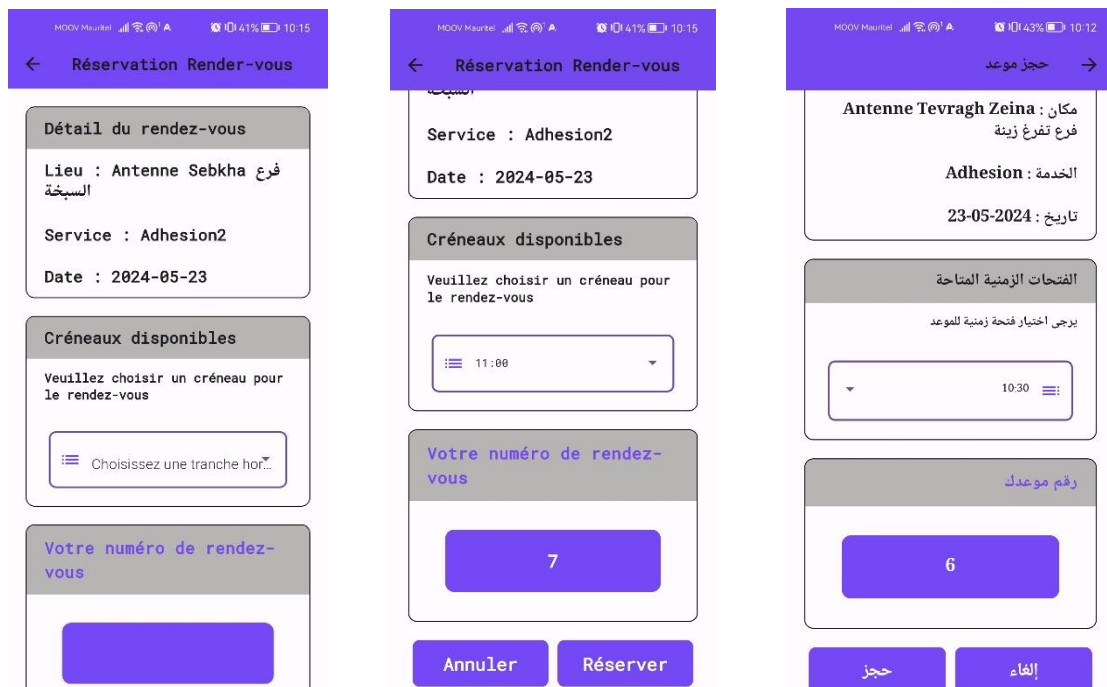 MOOV Mauritel 41% 10:15
Réservation Render-vous
Détail du rendez-vous
Lieu : Antenne Sebkha فرع
السبخة
Service : Adhesion2
Date : 2024-05-23
Créneaux disponibles
Veuillez choisir un créneau pour
le rendez-vous
Choisissez une tranche hor...
Votre numéro de rendez-
vous
MOOV Mauritel 41% 10:15
Réservation Render-vous
السبخة
Service : Adhesion2
Date : 2024-05-23
Créneaux disponibles
Veuillez choisir un créneau pour
le rendez-vous
11:00
Votre numéro de rendez-
vous
7
Annuler Réserver
MOOV Mauritel 43% 10:12
حجز موعد
مكان : Antenne Tevragh Zeina
فرع تفرغ زينة
الخدمة : Adhesion
تاريخ : 23-05-2024
الفتحات الزمنية المتاحة
يرجى اختيار فتحة زمنية للموعد
10:30
رقم موعدك
6
إلغاء حجز